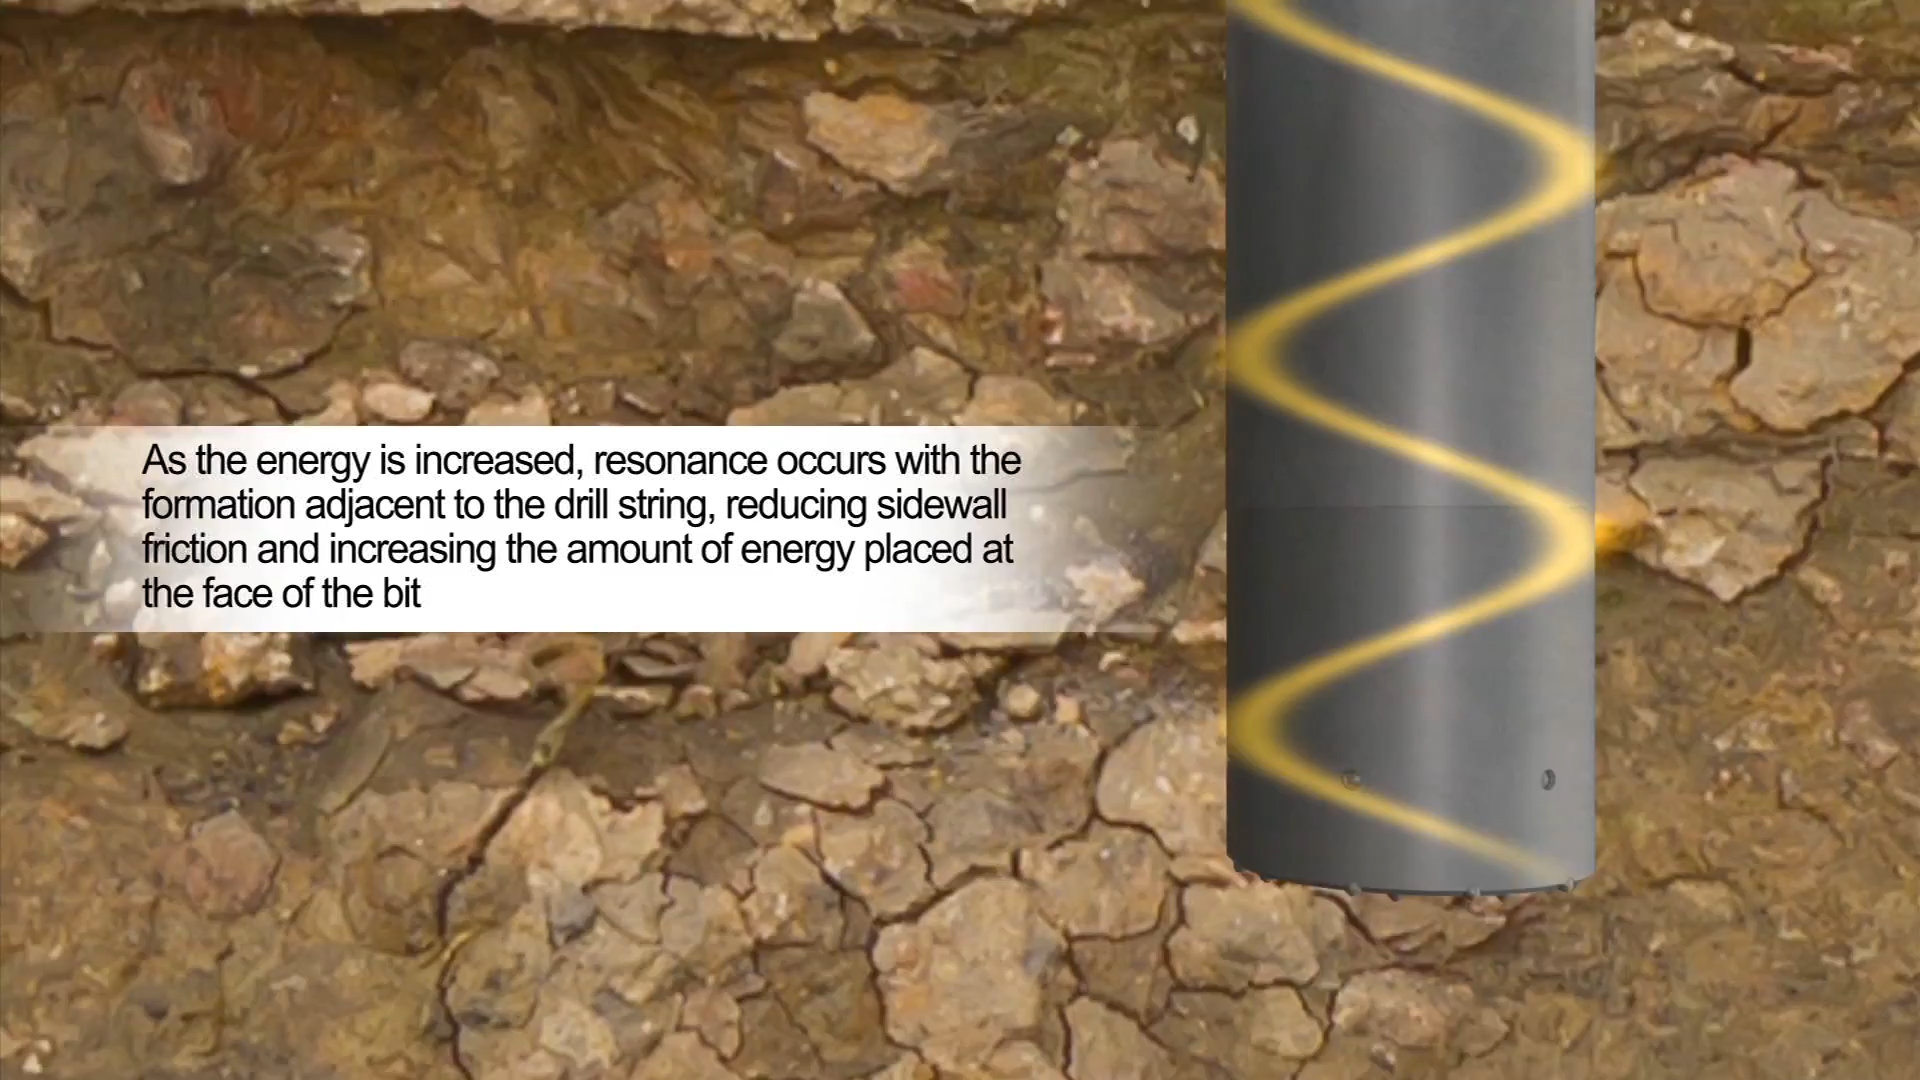 As the energy is increased, resonance occurs with the
formation adjacent to the drill string, reducing sidewall
friction and increasing the amount of energy placed at
the face of the bit